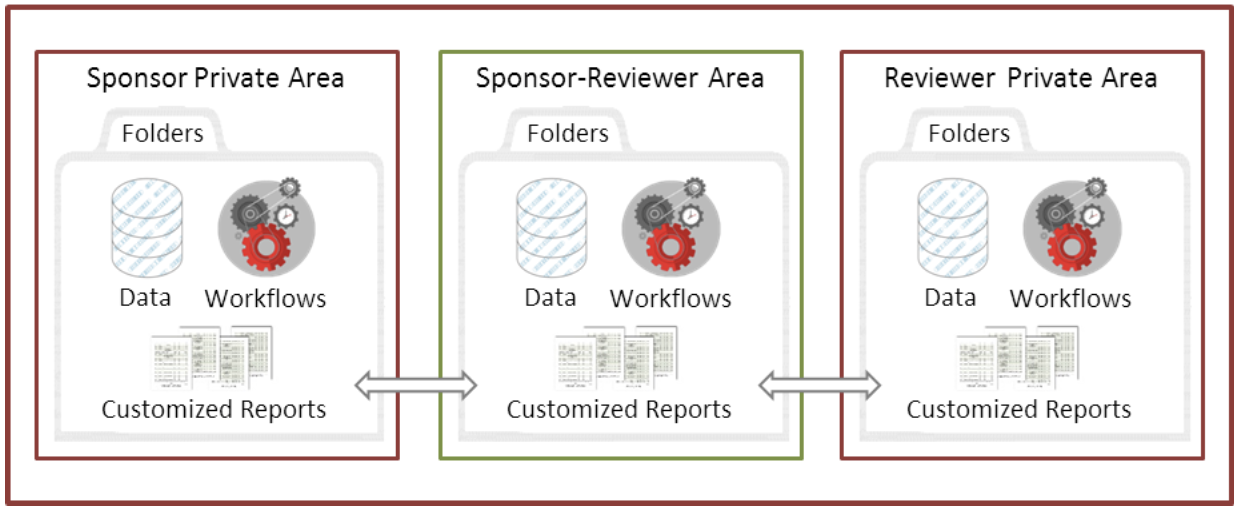 Sponsor Private Area
Folders
Data Workflows
Customized Reports
Sponsor-Reviewer Area
Folders
Data Workflows
Customized Reports
Reviewer Private Area
Folders
Data Workflows
Customized Reports